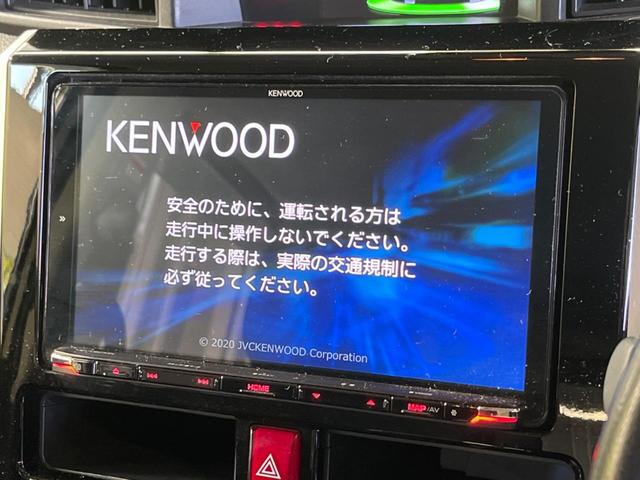 KENWOOD
KENWOOD
安全のために、運転される方は
走行中に操作しないでください。
走行する際は、実際の交通規制に
必ず従ってください。
© 2020 JVCKENWOOD Corporation
HOME
MAP/AV